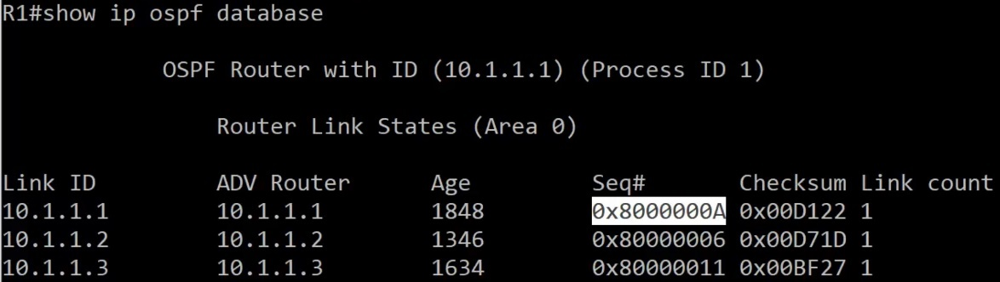 R1#show ip ospf database
OSPF Router with ID (10.1.1.1) (Process ID 1)
Router Link States (Area 0)
Link ID ADV Router Age Seq# Checksum Link count
10.1.1.1 10.1.1.1 1848 0x8000000A 0x00D122 1
10.1.1.2 10.1.1.2 1346 0x80000006 0x00D71D 1
10.1.1.3 10.1.1.3 1634 0x80000011 0x00BF27 1